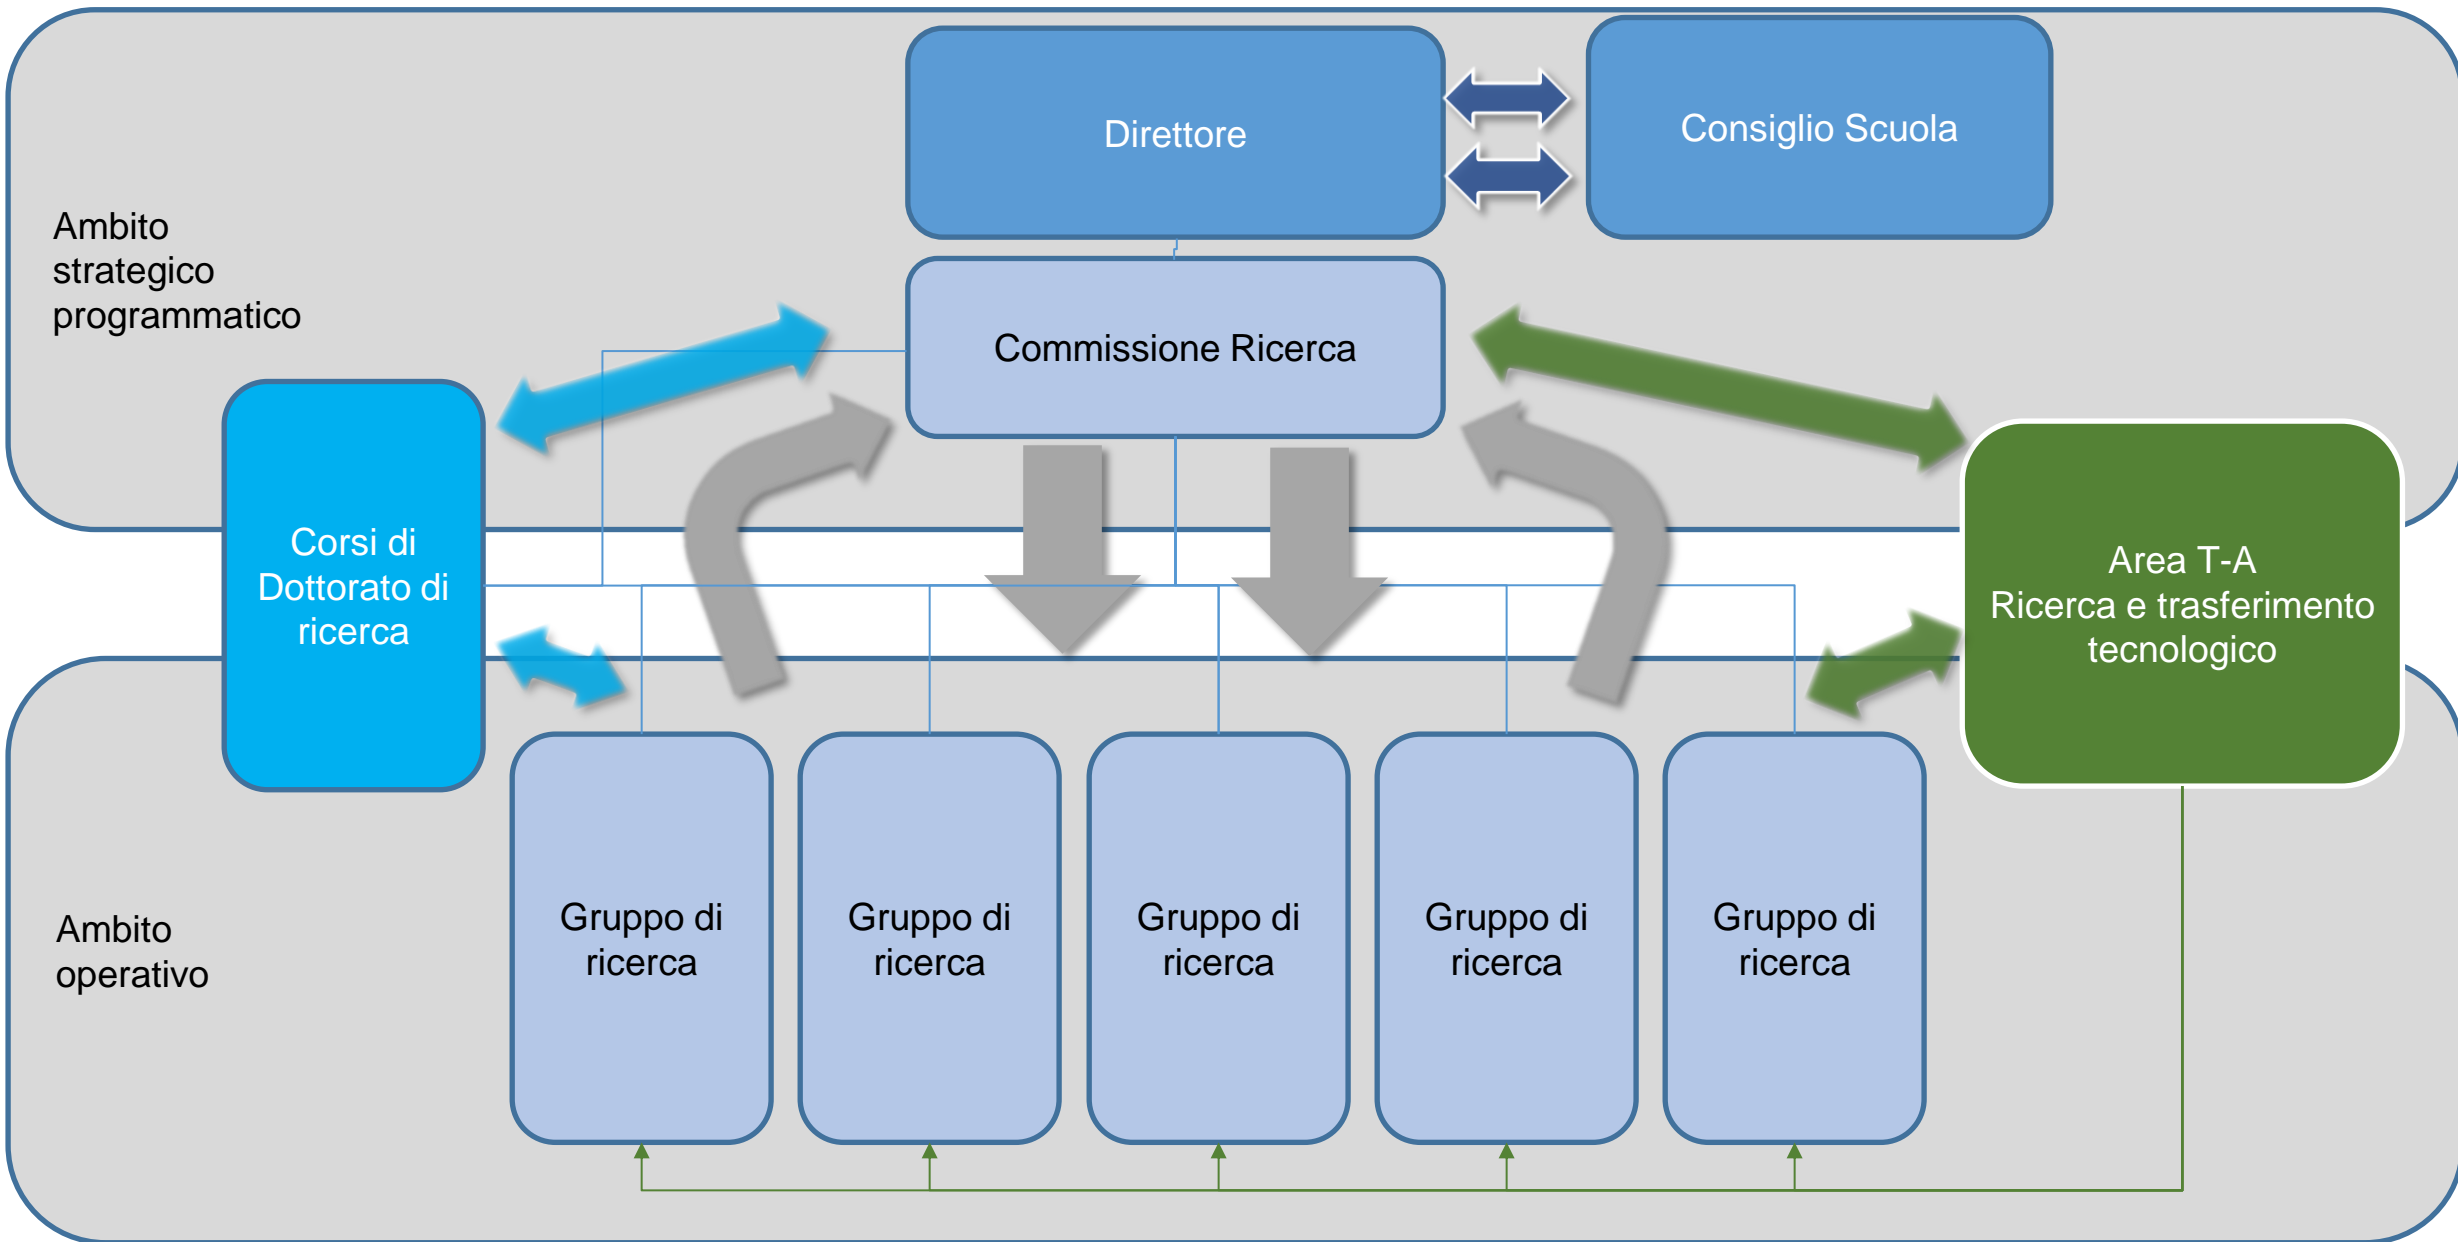 Direttore
Consiglio Scuola
Ambito
strategico
programmatico
Commissione Ricerca
Corsi di
Dottorato di
ricerca
Area T-A
Ricerca e trasferimento
tecnologico
Ambito
operativo
Gruppo di
ricerca
Gruppo di
ricerca
Gruppo di
ricerca
Gruppo di
ricerca
Gruppo di
ricerca